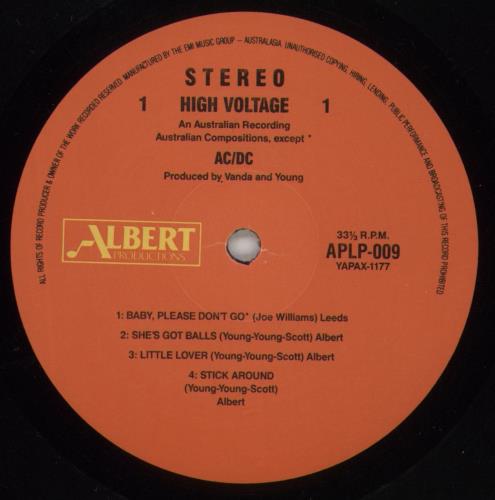 ALL RIGHTS OF RECORD PRODUCER & OWNER OF THE WORK RECORDED RESERVED. MANUFACTURED BY THE EMI MUSIC GROUP – AUSTRALASIA. UNAUTHORISED COPYING, HIRING, LENDING, PUBLIC PERFORMANCE AND BROADCASTING OF THIS RECORD PROHIBITED
STEREO
1 HIGH VOLTAGE 1
An Australian Recording
Australian Compositions, except *
AC/DC
Produced by Vanda and Young
ALBERT
PRODUCTIONS
33⅓ R.P.M.
APLP-009
YAPAX-1177
1: BABY, PLEASE DON'T GO* (Joe Williams) Leeds
2: SHE'S GOT BALLS (Young-Young-Scott) Albert
3: LITTLE LOVER (Young-Young-Scott) Albert
4: STICK AROUND
(Young-Young-Scott)
Albert